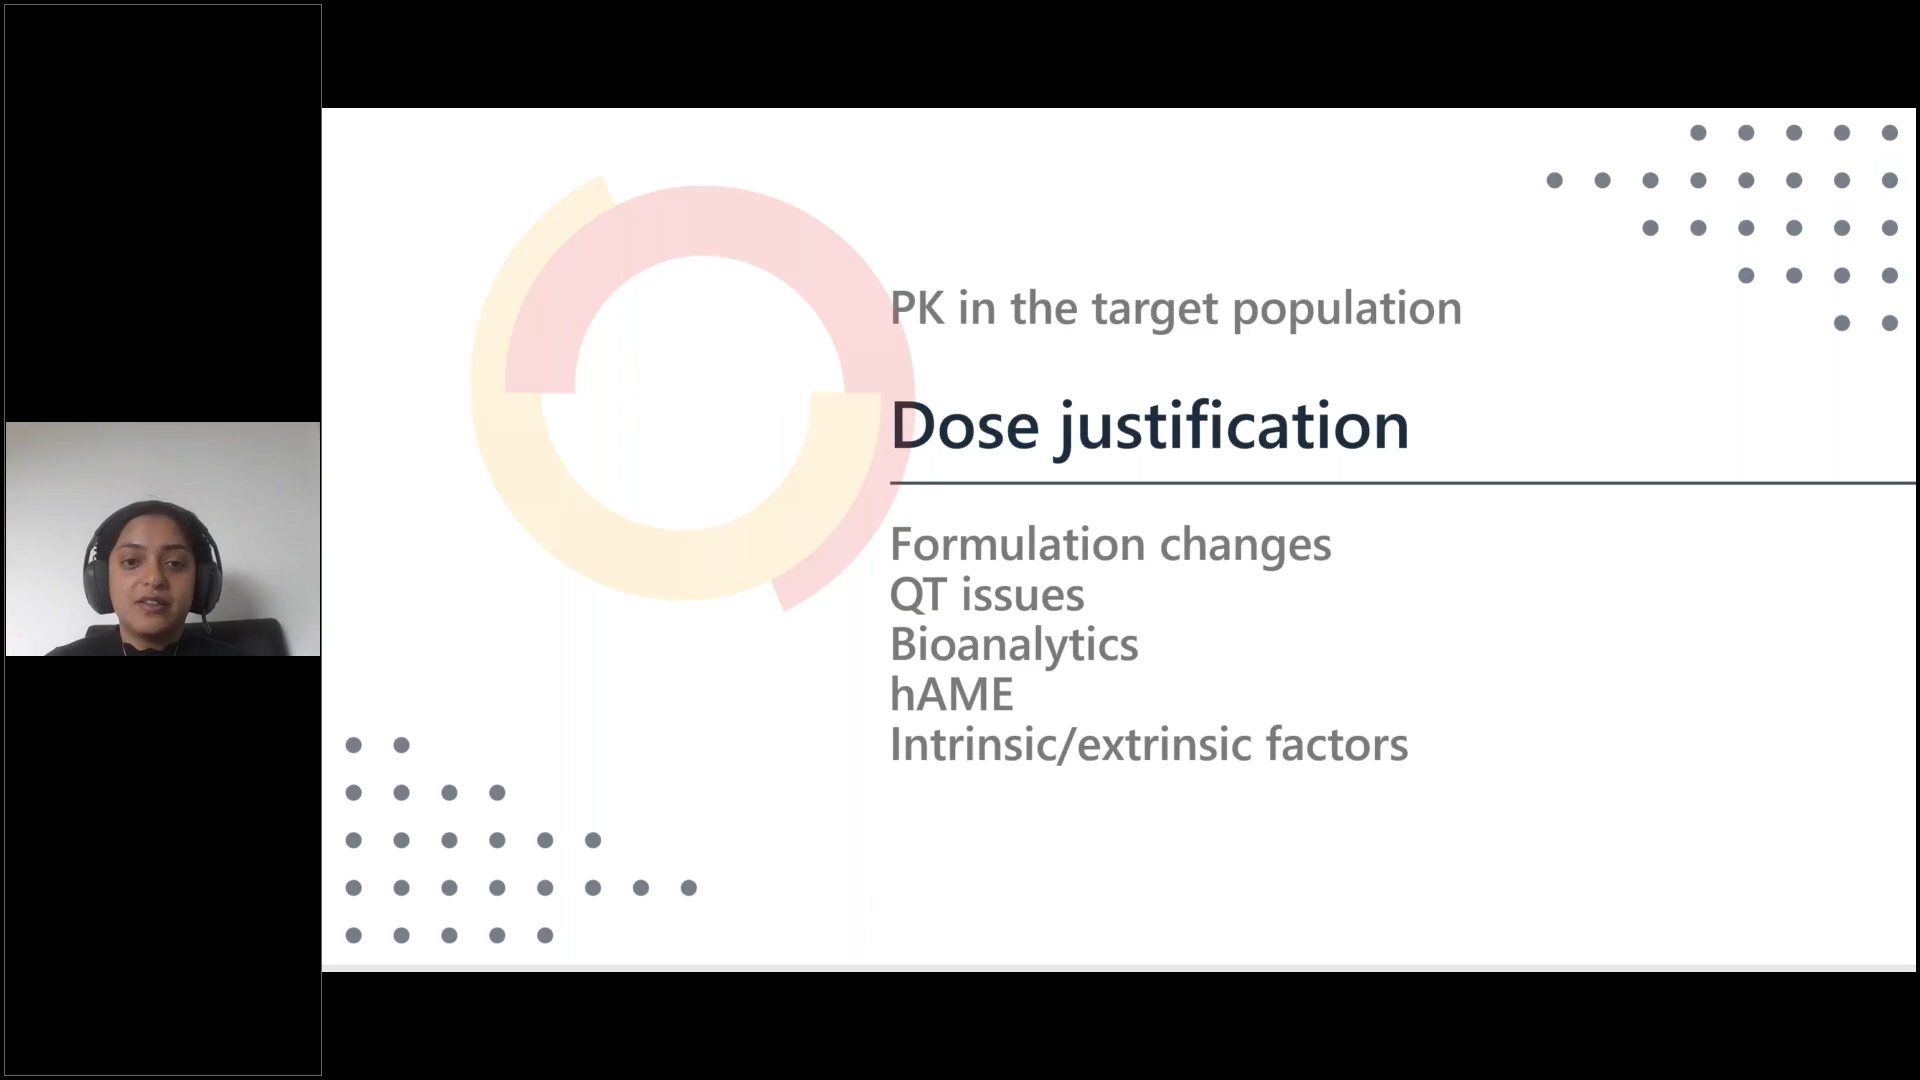 PK in the target population
Dose justification
Formulation changes
QT issues
Bioanalytics
hAME
Intrinsic/extrinsic factors